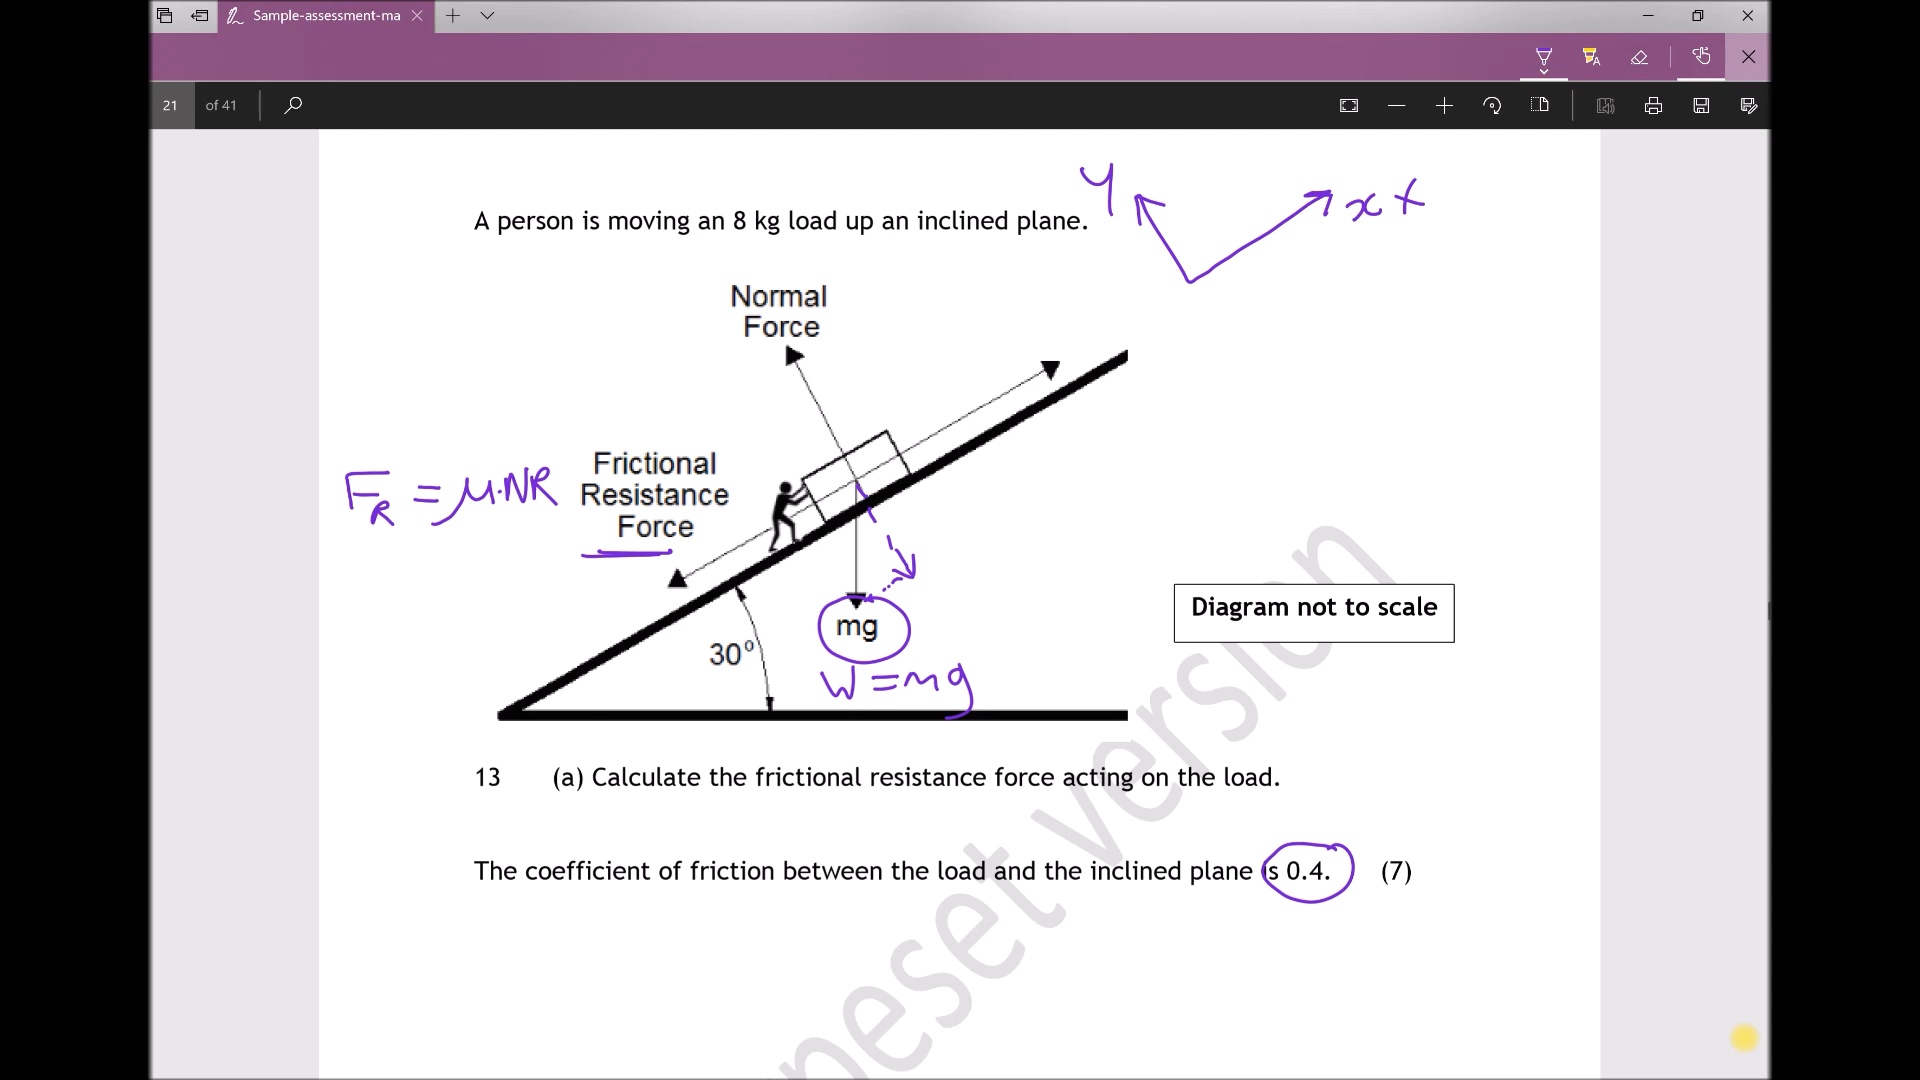 Sample-assessment-ma
21 of 41
y
x +
A person is moving an 8 kg load up an inclined plane.
Normal
Force
Frictional
Resistance
Force
F_R = μ·NR
mg
30°
W = mg
Diagram not to scale
13 (a) Calculate the frictional resistance force acting on the load.
The coefficient of friction between the load and the inclined plane is 0.4. (7)
version